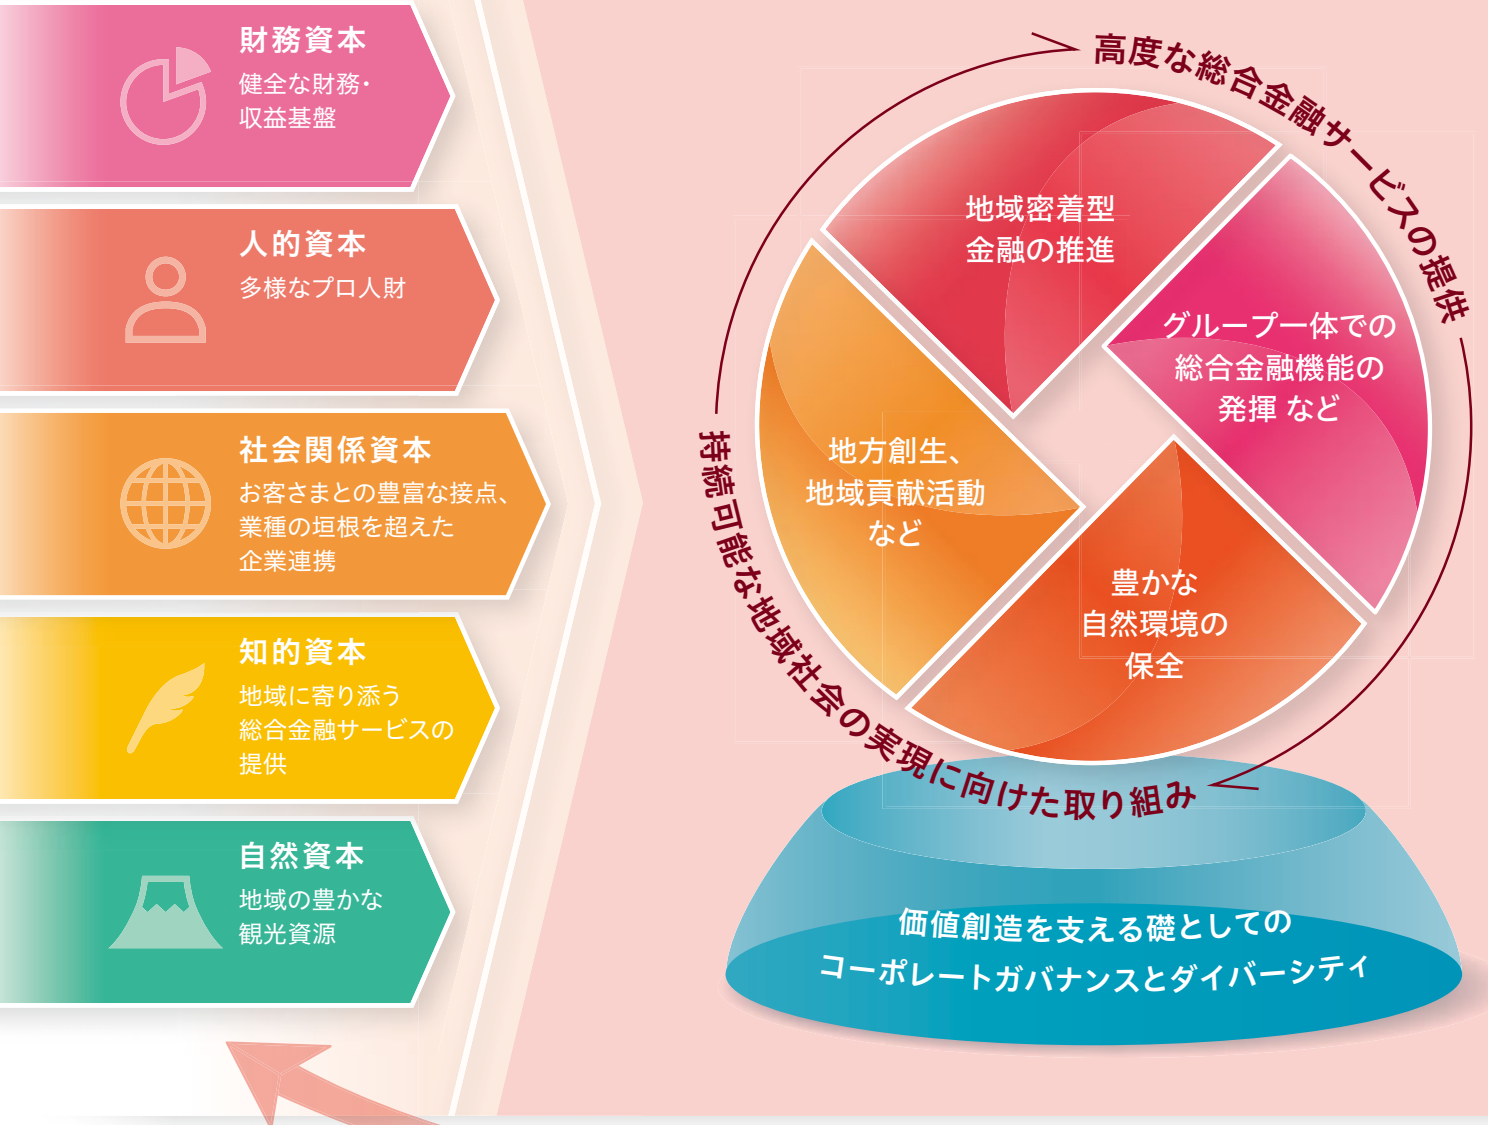 財務資本
健全な財務・
収益基盤
人的資本
多様なプロ人財
社会関係資本
お客さまとの豊富な接点、
業種の垣根を超えた
企業連携
知的資本
地域に寄り添う
総合金融サービスの
提供
自然資本
地域の豊かな
観光資源
高度な総合金融サービスの提供
地域密着型
金融の推進
グループ一体での
総合金融機能の
発揮 など
地方創生、
地域貢献活動
など
豊かな
自然環境の
保全
持続可能な地域社会の実現に向けた取り組み
価値創造を支える礎としての
コーポレートガバナンスとダイバーシティ